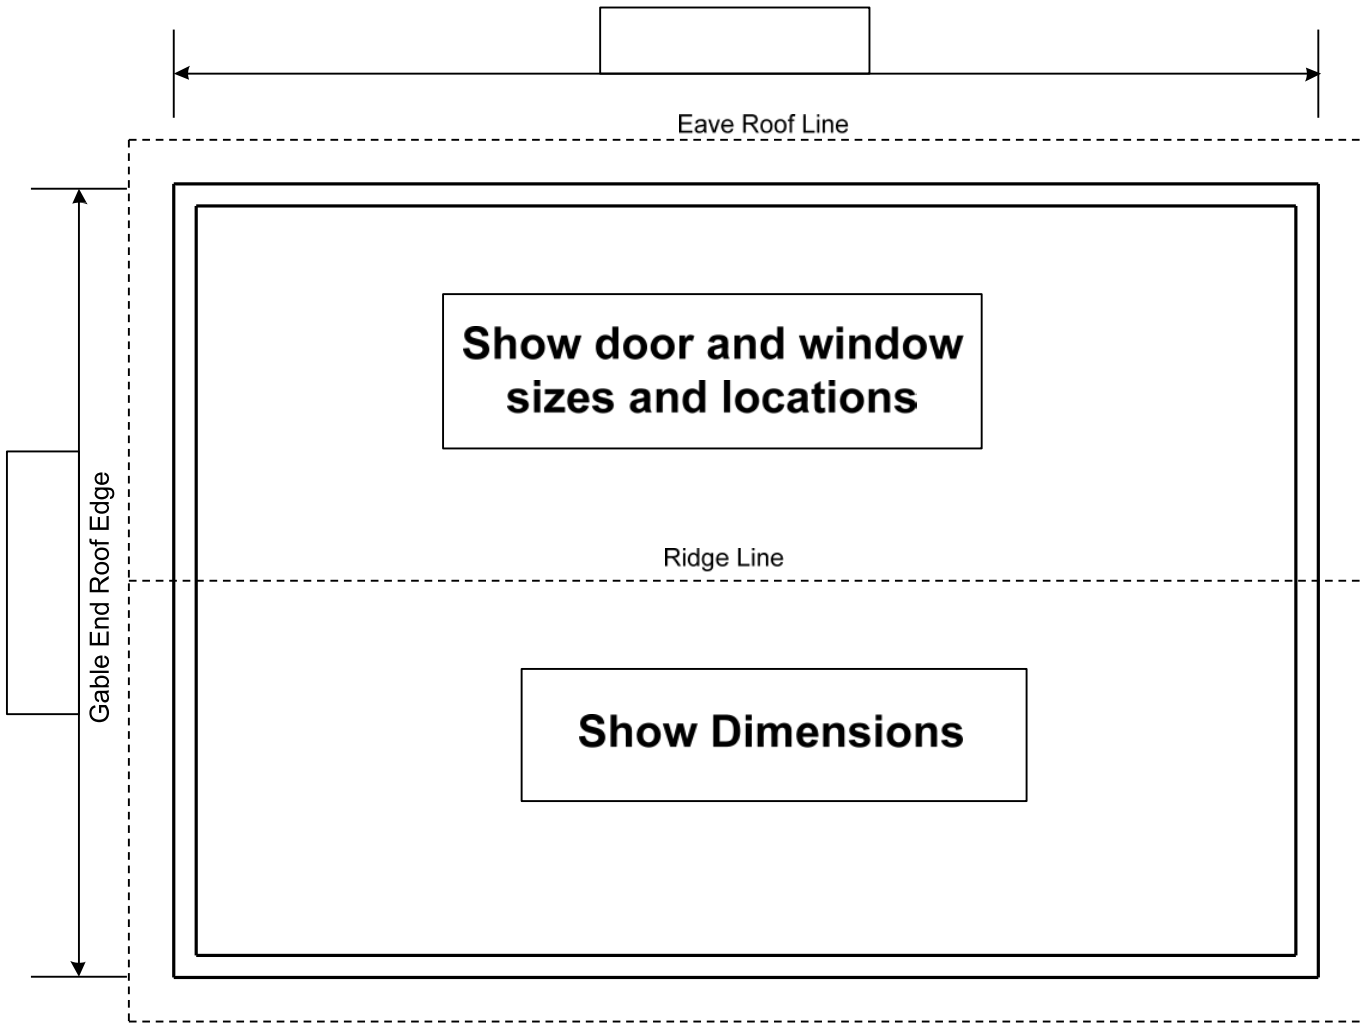 Eave Roof Line
Show door and window
sizes and locations
Gable End Roof Edge
Ridge Line
Show Dimensions